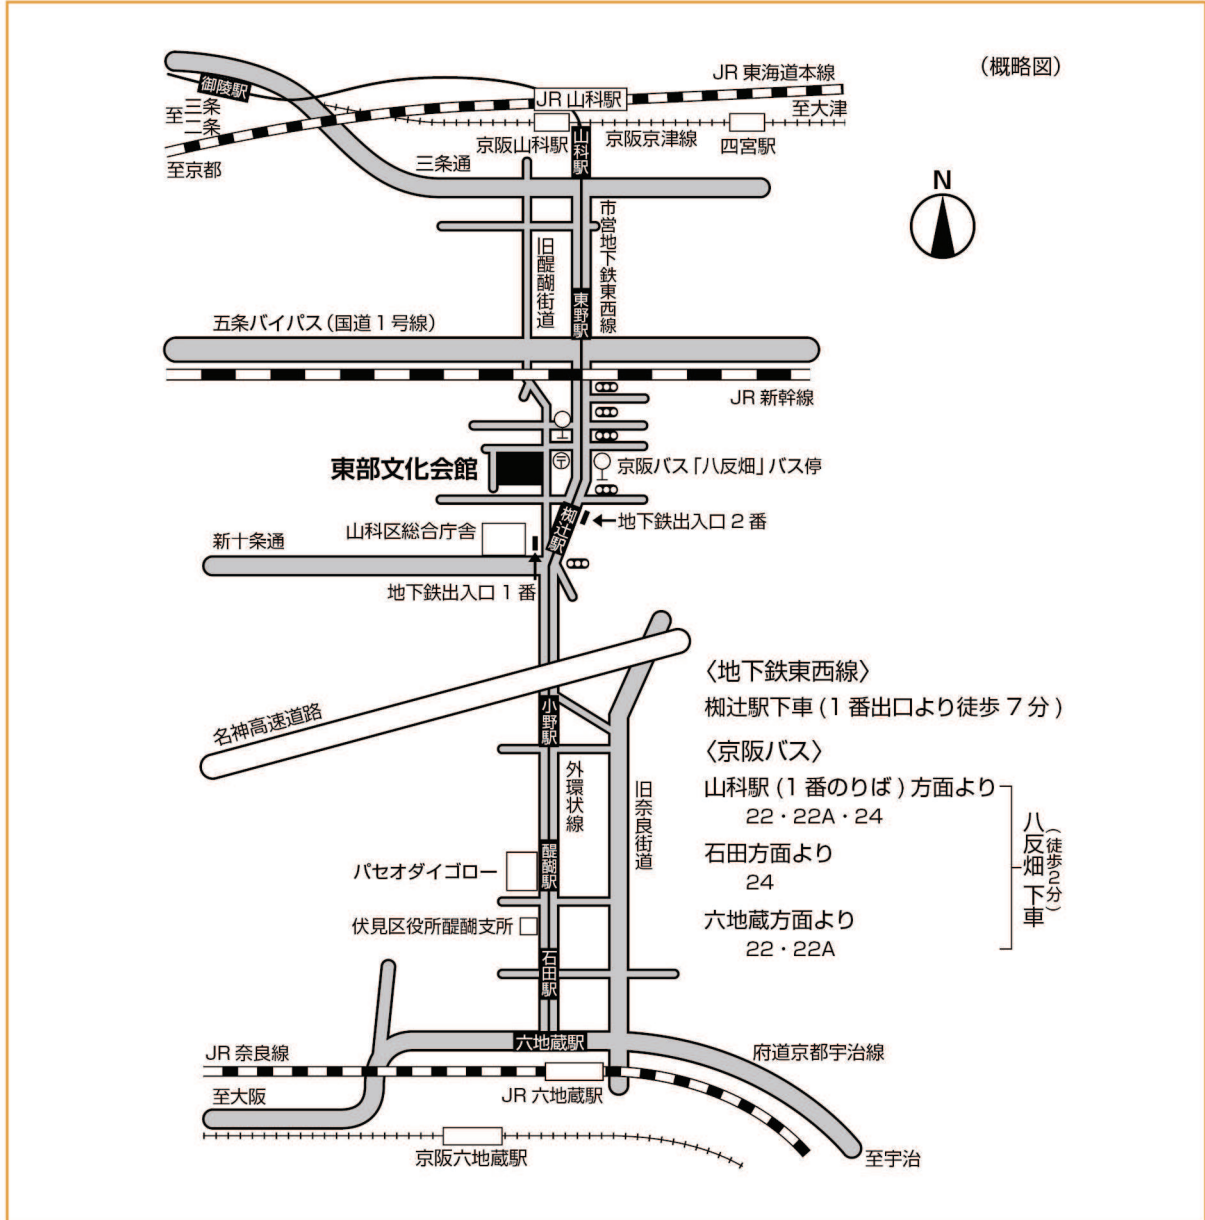 (概略図)
JR 東海道本線
御陵駅
JR 山科駅
至
三条
二条
至大津
京阪山科駅
山科駅
京阪京津線
四宮駅
至京都
三条通
N
市営地下鉄東西線
旧醍醐街道
東野駅
五条バイパス(国道1号線)
JR 新幹線
〒
東部文化会館
京阪バス「八反畑」バス停
椥辻駅
←地下鉄出入口 2 番
山科区総合庁舎
新十条通
地下鉄出入口 1 番
名神高速道路
小野駅
外環状線
旧奈良街道
〈地下鉄東西線〉
椥辻駅下車 (1 番出口より徒歩 7 分)
〈京阪バス〉
山科駅 (1 番のりば) 方面より
22・22A・24
石田方面より
24
六地蔵方面より
22・22A
八反畑 下車
(徒歩2分)
パセオダイゴロー
醍醐駅
伏見区役所醍醐支所
石田駅
六地蔵駅
JR 奈良線
府道京都宇治線
至大阪
JR 六地蔵駅
京阪六地蔵駅
至宇治